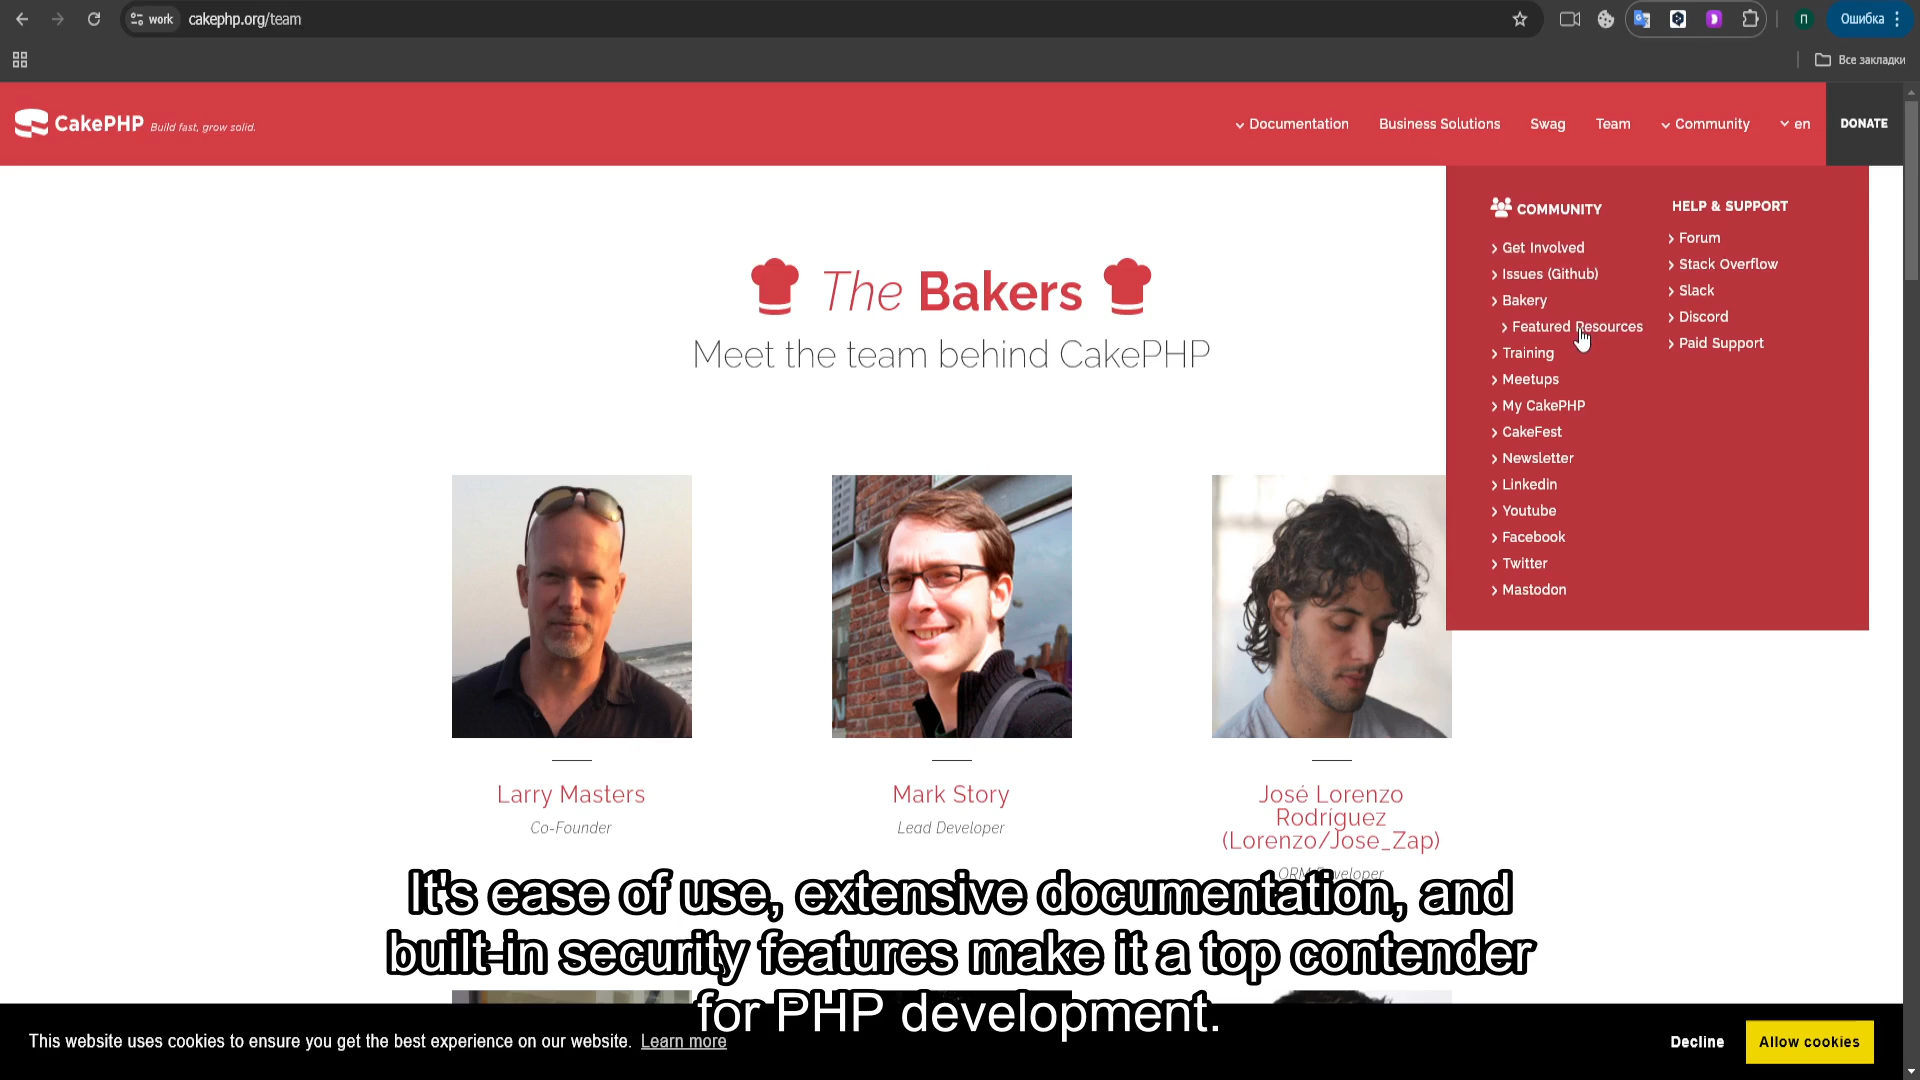 work
cakephp.org/team
П
Ошибка
Все закладки
CakePHP Build fast, grow solid.
Documentation
Business Solutions
Swag
Team
Community
en
DONATE
COMMUNITY
Get Involved
Issues (Github)
Bakery
Featured Resources
Training
Meetups
My CakePHP
CakeFest
Newsletter
Linkedin
Youtube
Facebook
Twitter
Mastodon
HELP & SUPPORT
Forum
Stack Overflow
Slack
Discord
Paid Support
The Bakers
Meet the team behind CakePHP
Larry Masters
Co-Founder
Mark Story
Lead Developer
José Lorenzo
Rodríguez
(Lorenzo/Jose_Zap)
ORM Developer
It's ease of use, extensive documentation, and
built-in security features make it a top contender
for PHP development.
This website uses cookies to ensure you get the best experience on our website. Learn more
Decline
Allow cookies